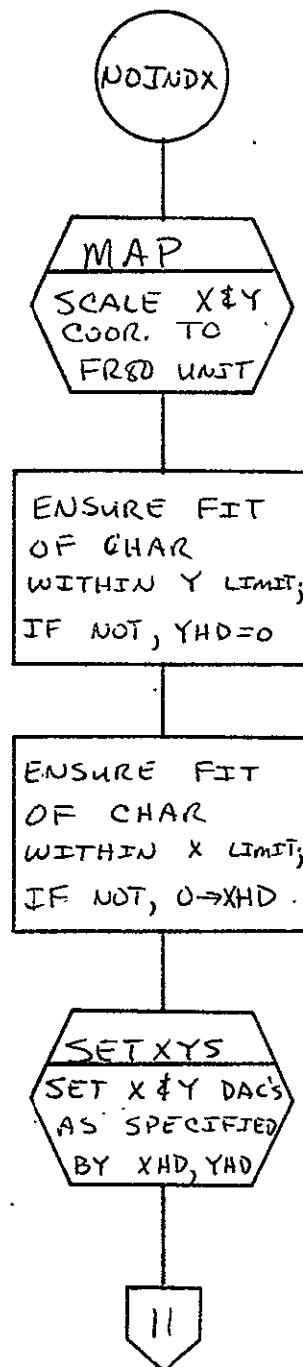 NOINDX
MAP
SCALE X & Y
COOR. TO
FR80 UNIT
ENSURE FIT
OF CHAR
WITHIN Y LIMIT;
IF NOT, YHD=0
ENSURE FIT
OF CHAR
WITHIN X LIMIT;
IF NOT, 0→XHD.
SETXYS
SET X & Y DAC'S
AS SPECIFIED
BY XHD, YHD
11